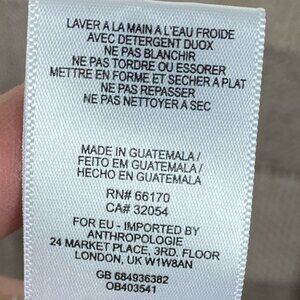 LAVER A LA MAIN A L'EAU FROIDE
AVEC DETERGENT DUOX
NE PAS BLANCHIR
NE PAS TORDRE OU ESSORER
METTRE EN FORME ET SECHER A PLAT
NE PAS REPASSER
NE PAS NETTOYER A SEC
MADE IN GUATEMALA /
FEITO EM GUATEMALA /
HECHO EN GUATEMALA
RN# 66170
CA# 32054
FOR EU - IMPORTED BY
ANTHROPOLOGIE
24 MARKET PLACE, 3RD. FLOOR
LONDON, UK W1W8AN
GB 684936382
OB403541